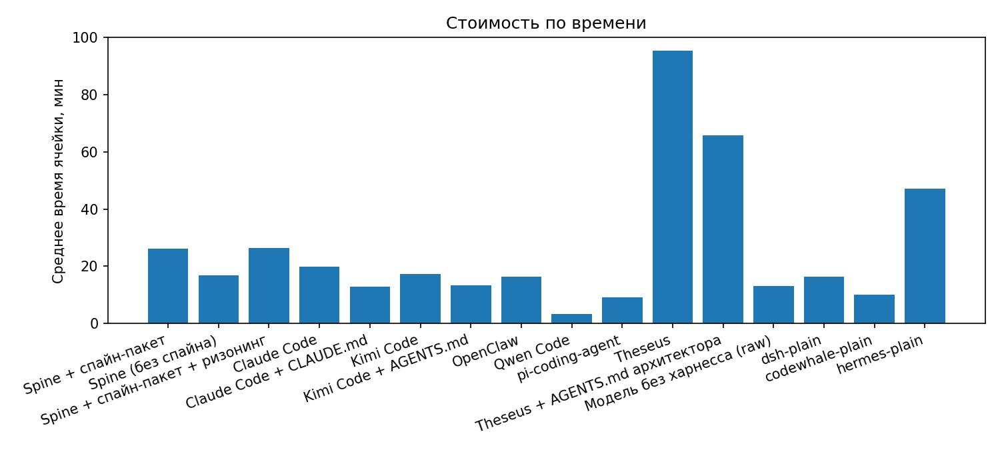 Стоимость по времени
Среднее время ячейки, мин
100
80
60
40
20
0
Spine + спайн-пакет
Spine (без спайна)
Spine + спайн-пакет + ризонинг
Claude Code
Claude Code + CLAUDE.md
Kimi Code
Kimi Code + AGENTS.md
OpenClaw
Qwen Code
pi-coding-agent
Theseus
Theseus + AGENTS.md архитектора
Модель без харнесса (raw)
dsh-plain
codewhale-plain
hermes-plain